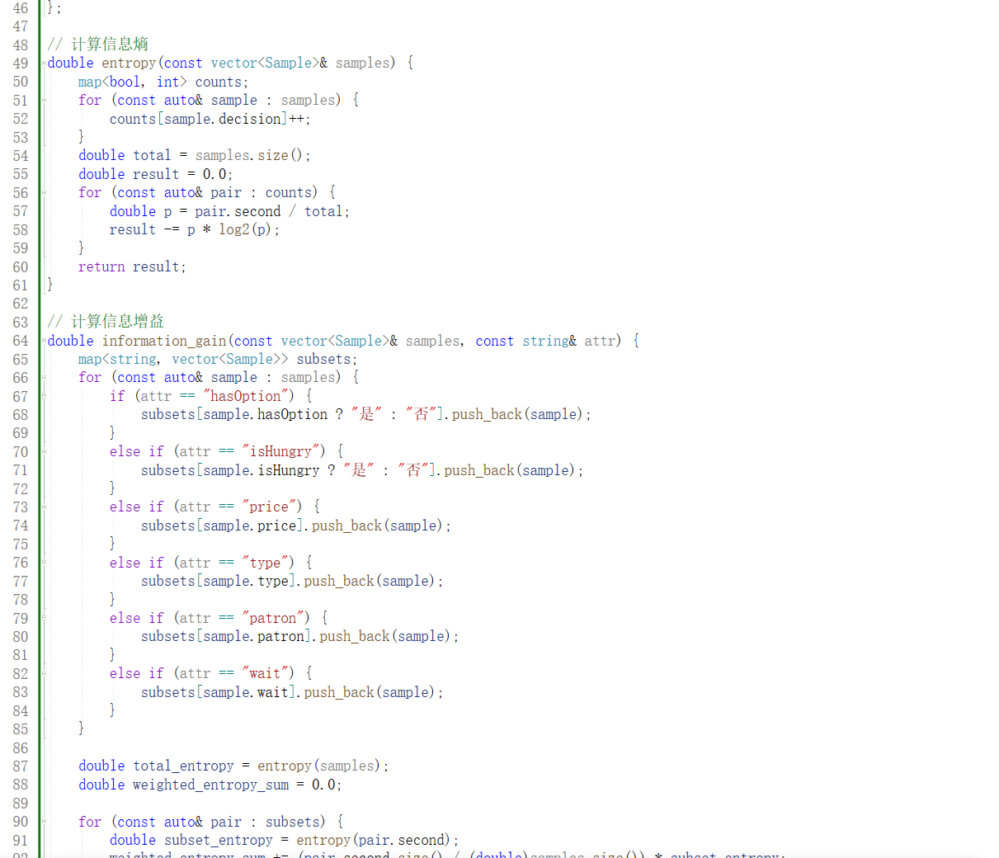 46 };
47
48 // 计算信息熵
49 double entropy(const vector<Sample>& samples) {
50 map<bool, int> counts;
51 for (const auto& sample : samples) {
52 counts[sample.decision]++;
53 }
54 double total = samples.size();
55 double result = 0.0;
56 for (const auto& pair : counts) {
57 double p = pair.second / total;
58 result -= p * log2(p);
59 }
60 return result;
61 }
62
63 // 计算信息增益
64 double information_gain(const vector<Sample>& samples, const string& attr) {
65 map<string, vector<Sample>> subsets;
66 for (const auto& sample : samples) {
67 if (attr == "hasOption") {
68 subsets[sample.hasOption ? "是" : "否"].push_back(sample);
69 }
70 else if (attr == "isHungry") {
71 subsets[sample.isHungry ? "是" : "否"].push_back(sample);
72 }
73 else if (attr == "price") {
74 subsets[sample.price].push_back(sample);
75 }
76 else if (attr == "type") {
77 subsets[sample.type].push_back(sample);
78 }
79 else if (attr == "patron") {
80 subsets[sample.patron].push_back(sample);
81 }
82 else if (attr == "wait") {
83 subsets[sample.wait].push_back(sample);
84 }
85 }
86
87 double total_entropy = entropy(samples);
88 double weighted_entropy_sum = 0.0;
89
90 for (const auto& pair : subsets) {
91 double subset_entropy = entropy(pair.second);
92 weighted_entropy_sum += (pair.second.size() / (double)samples.size()) * subset_entropy;